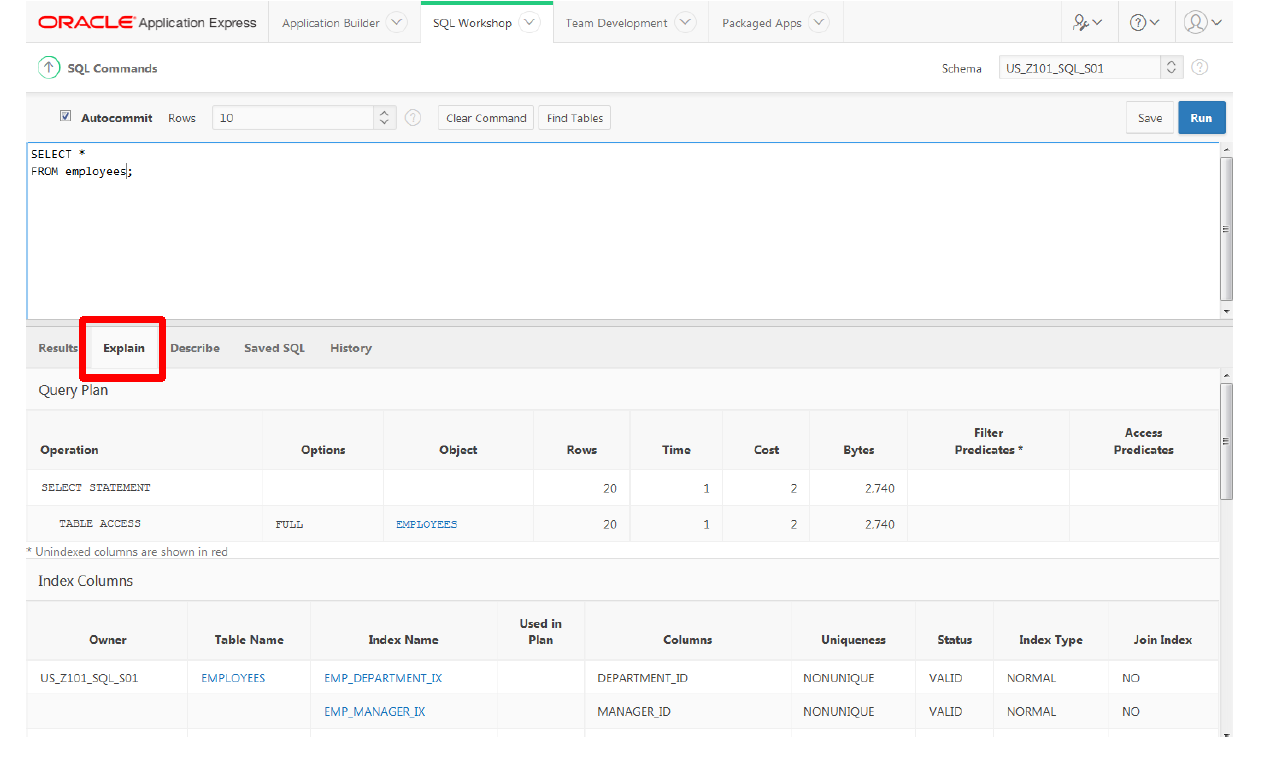 ORACLE Application Express Application Builder SQL Workshop Team Development Packaged Apps
SQL Commands Schema US_Z101_SQL_S01
Autocommit Rows 10 Clear Command Find Tables Save Run
SELECT *
FROM employees;
Results Explain Describe Saved SQL History
Query Plan
Operation Options Object Rows Time Cost Bytes Filter Predicates * Access Predicates
SELECT STATEMENT 20 1 2 2,740
TABLE ACCESS FULL EMPLOYEES 20 1 2 2,740
* Unindexed columns are shown in red
Index Columns
Owner Table Name Index Name Used in Plan Columns Uniqueness Status Index Type Join Index
US_Z101_SQL_S01 EMPLOYEES EMP_DEPARTMENT_IX DEPARTMENT_ID NONUNIQUE VALID NORMAL NO
EMP_MANAGER_IX MANAGER_ID NONUNIQUE VALID NORMAL NO